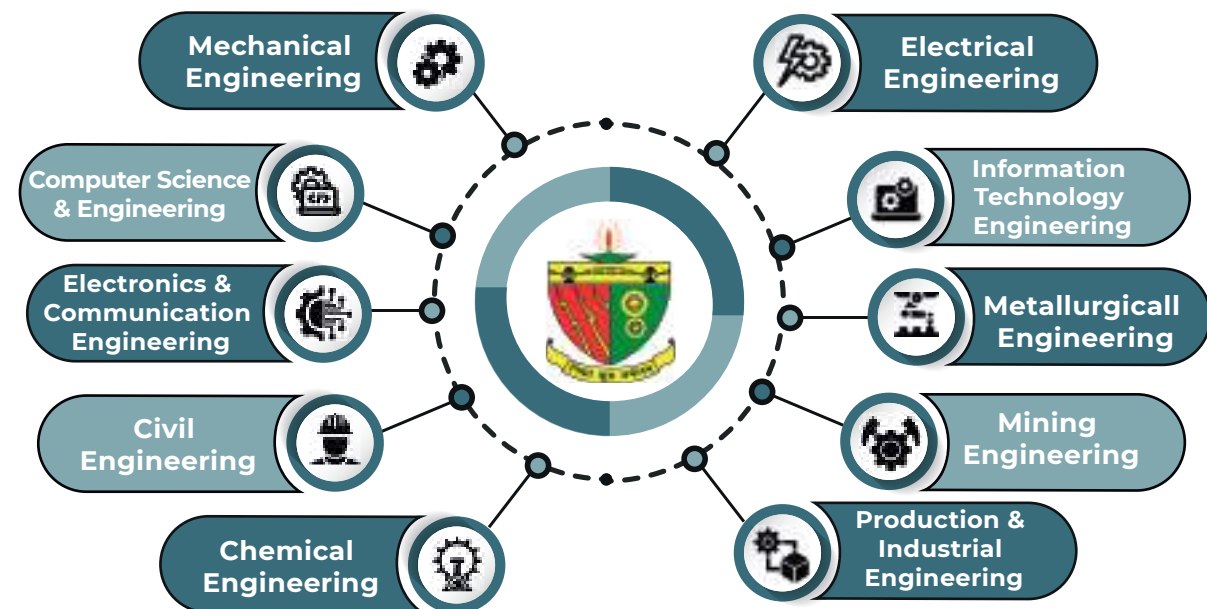 Mechanical
Engineering
Computer Science
& Engineering
Electronics &
Communication
Engineering
Civil
Engineering
Chemical
Engineering
Electrical
Engineering
Information
Technology
Engineering
Metallurgicall
Engineering
Mining
Engineering
Production &
Industrial
Engineering